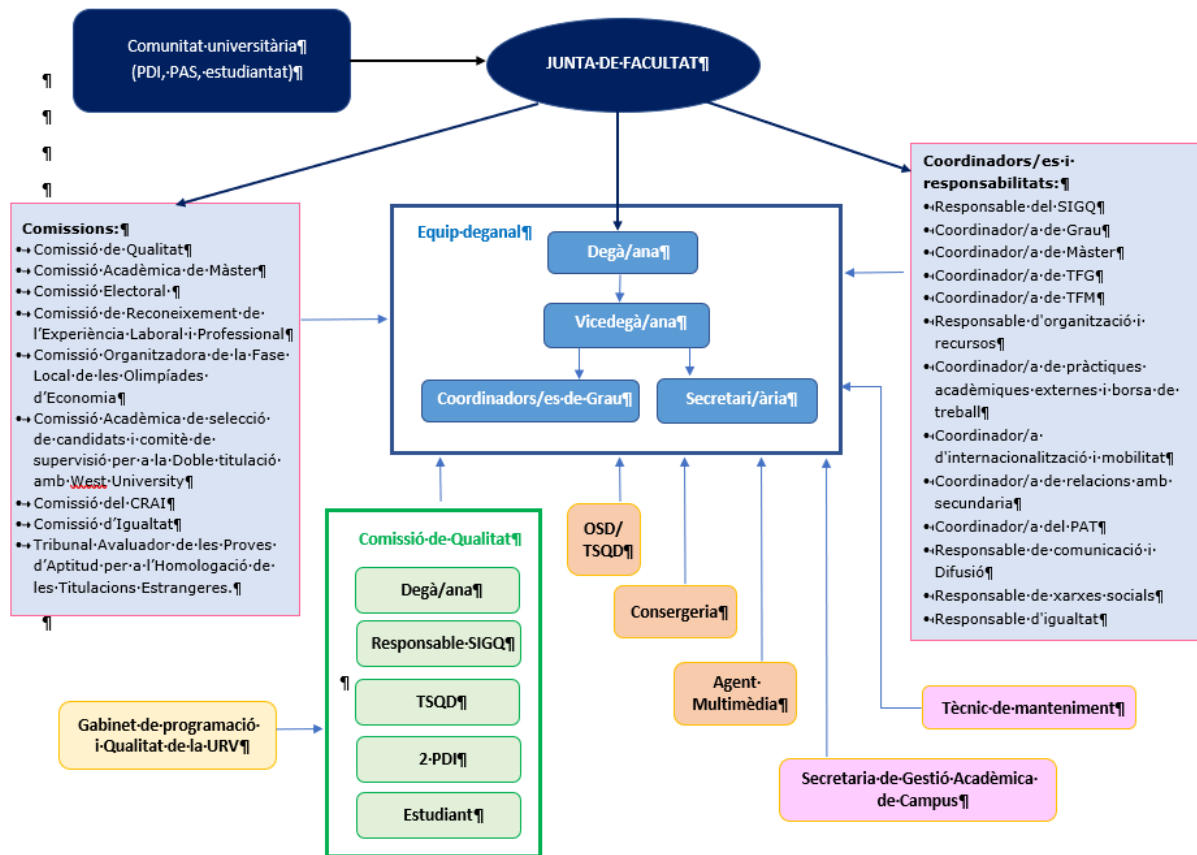 Comunitat·universitària¶
(PDI,·PAS,·estudiantat)¶
JUNTA·DE·FACULTAT¶
¶
¶
¶
¶
Comissions:¶
•→Comissió·de·Qualitat¶
•→Comissió·Acadèmica·de·Màster¶
•→Comissió·Electoral·¶
•→Comissió·de·Reconeixement·de·
l'Experiència·Laboral·i·Professional¶
•→Comissió·Organitzadora·de·la·Fase·
Local·de·les·Olimpíades·
d'Economia¶
•→Comissió·Acadèmica·de·selecció·
de·candidats·i·comitè·de·
supervisió·per·a·la·Doble·titulació·
amb·West·University¶
•→Comissió·del·CRAI¶
•→Comissió·d'Igualtat¶
•→Tribunal·Avaluador·de·les·Proves·
d'Aptitud·per·a·l'Homologació·de·
les·Titulacions·Estrangeres.¶
¶
Equip·deganal¶
Degà/ana¶
Vicedegà/ana¶
Coordinadors/es·de·Grau¶
Secretari/ària¶
Coordinadors/es·i·
responsabilitats:¶
•Responsable·del·SIGQ¶
•Coordinador/a·de·Grau¶
•Coordinador/a·de·Màster¶
•Coordinador/a·de·TFG¶
•Coordinador/a·de·TFM¶
•Responsable·d'organització·i·
recursos¶
•Coordinador/a·de·pràctiques·
acadèmiques·externes·i·borsa·de·
treball¶
•Coordinador/a·
d'internacionalització·i·mobilitat¶
•Coordinador/a·de·relacions·amb·
secundaria¶
•Coordinador/a·del·PAT¶
•Responsable·de·comunicació·i·
Difusió¶
•Responsable·de·xarxes·socials¶
•Responsable·d'igualtat¶
Comissió·de·Qualitat¶
Degà/ana¶
Responsable·SIGQ¶
¶
TSQD¶
2·PDI¶
Estudiant¶
Gabinet·de·programació·
i·Qualitat·de·la·URV¶
OSD/
TSQD¶
Consergeria¶
Agent·
Multimèdia¶
Tècnic·de·manteniment¶
Secretaria·de·Gestió·Acadèmica·
de·Campus¶